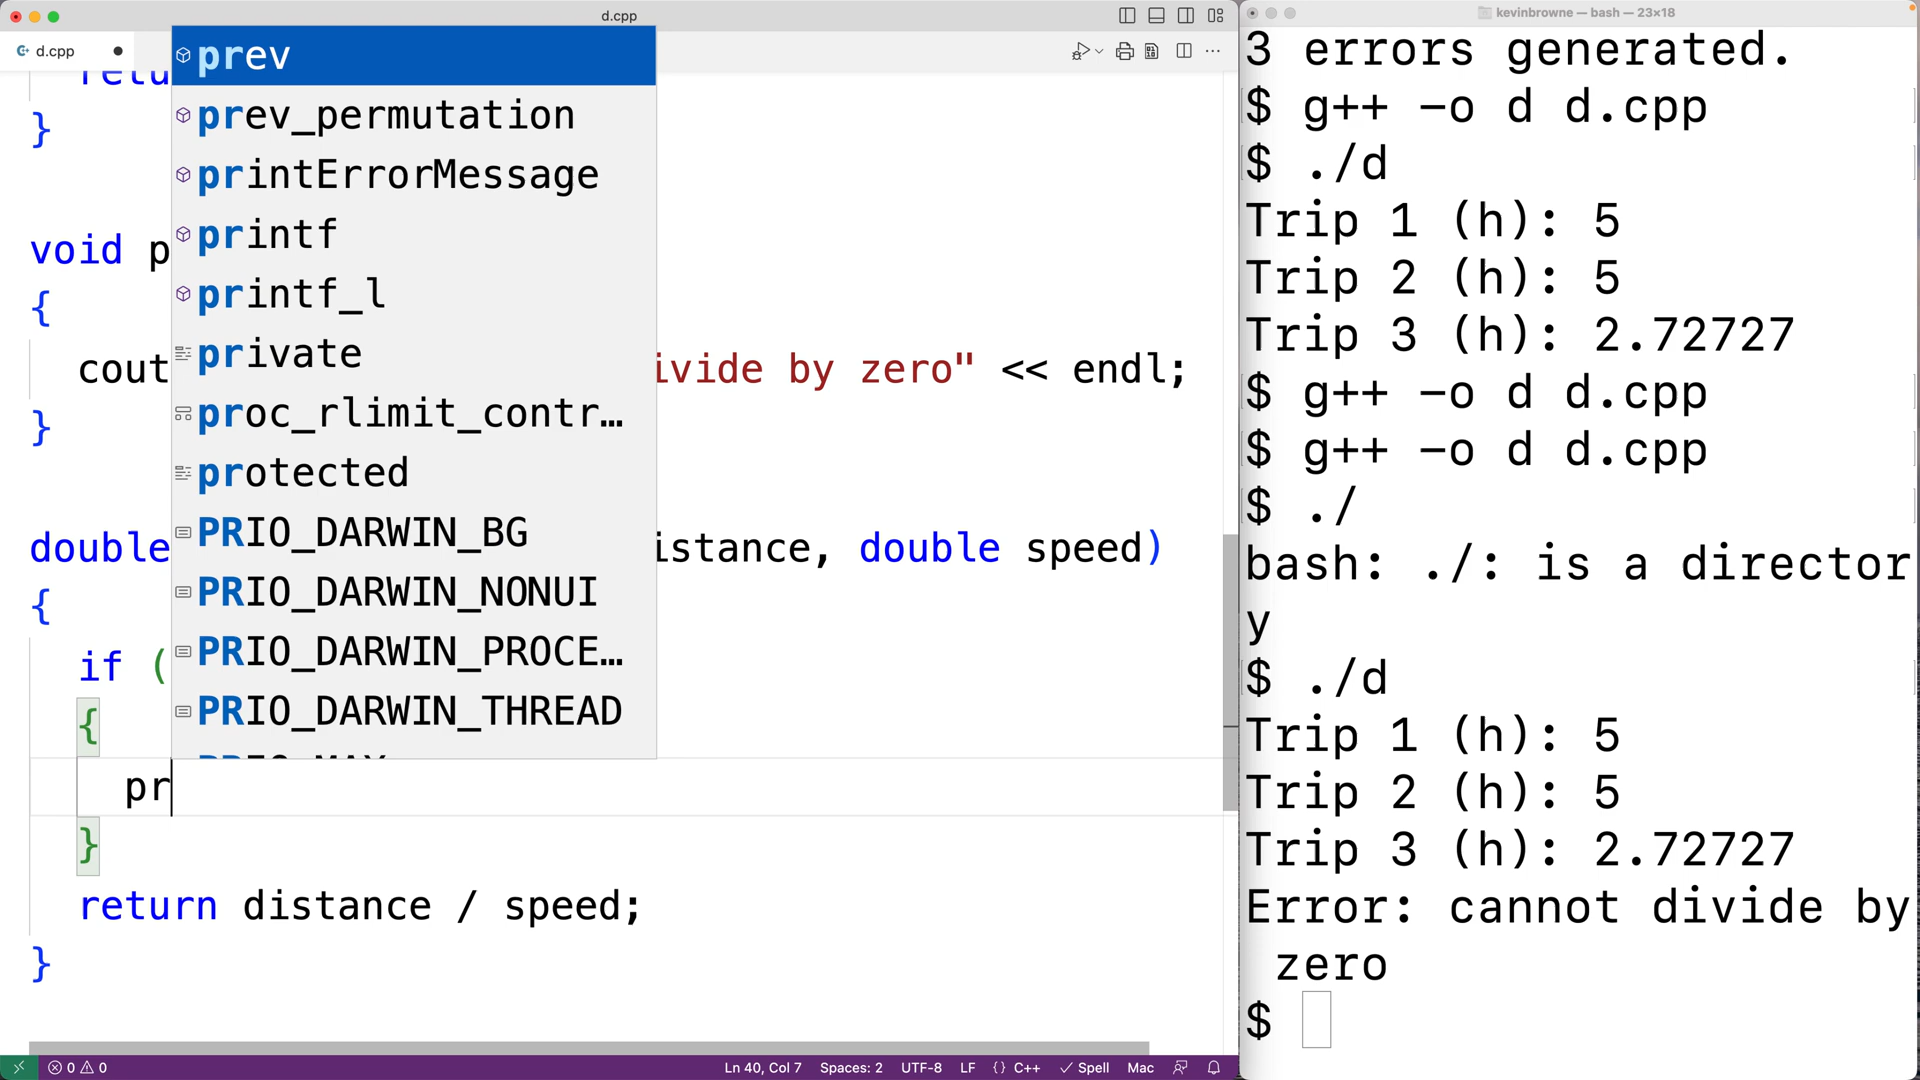 d.cpp
d.cpp
}
void p
{
cout ivide by zero" << endl;
}
double istance, double speed)
{
if (
{
pr
}
return distance / speed;
}
prev
prev_permutation
printErrorMessage
printf
printf_l
private
proc_rlimit_contr…
protected
PRIO_DARWIN_BG
PRIO_DARWIN_NONUI
PRIO_DARWIN_PROCE…
PRIO_DARWIN_THREAD
Ln 40, Col 7 Spaces: 2 UTF-8 LF {} C++ ✓ Spell Mac
0 0
kevinbrowne — bash — 23×18
3 errors generated.
$ g++ -o d d.cpp
$ ./d
Trip 1 (h): 5
Trip 2 (h): 5
Trip 3 (h): 2.72727
$ g++ -o d d.cpp
$ g++ -o d d.cpp
$ ./
bash: ./: is a director
y
$ ./d
Trip 1 (h): 5
Trip 2 (h): 5
Trip 3 (h): 2.72727
Error: cannot divide by
zero
$